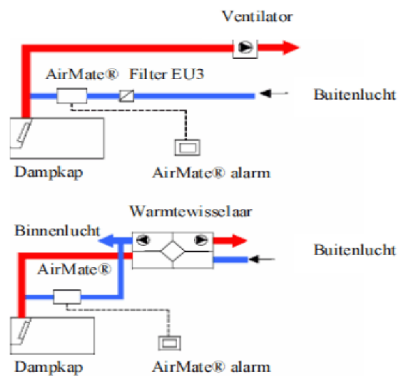 Ventilator
AirMate® Filter EU3
Buitenlucht
Dampkap
AirMate® alarm
Warmtewisselaar
Binnenlucht
Buitenlucht
AirMate®
Dampkap
AirMate® alarm